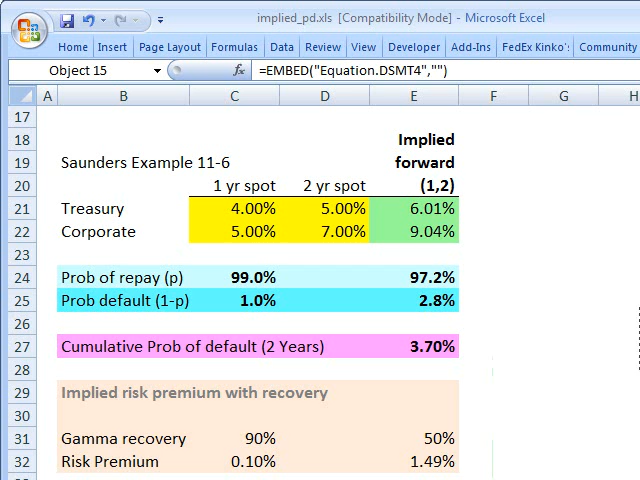 implied_pd.xls [Compatibility Mode] - Microsoft Excel
Home Insert Page Layout Formulas Data Review View Developer Add-Ins FedEx Kinko's Community
Object 15 fx =EMBED("Equation.DSMT4","")
A B C D E F G H
17
18 Implied
19 Saunders Example 11-6 forward
20 1 yr spot 2 yr spot (1,2)
21 Treasury 4.00% 5.00% 6.01%
22 Corporate 5.00% 7.00% 9.04%
23
24 Prob of repay (p) 99.0% 97.2%
25 Prob default (1-p) 1.0% 2.8%
26
27 Cumulative Prob of default (2 Years) 3.70%
28
29 Implied risk premium with recovery
30
31 Gamma recovery 90% 50%
32 Risk Premium 0.10% 1.49%